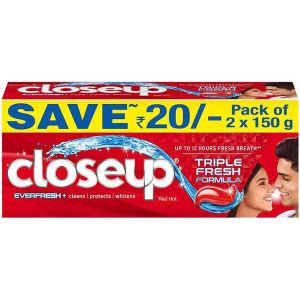 SAVE~ ₹20/- Pack of
2 x 150 g
closeup
UP TO 12 HOURS FRESH BREATH^^
TRIPLE
FRESH
FORMULA
EVERFRESH+ cleans | protects | whitens
Red Hot